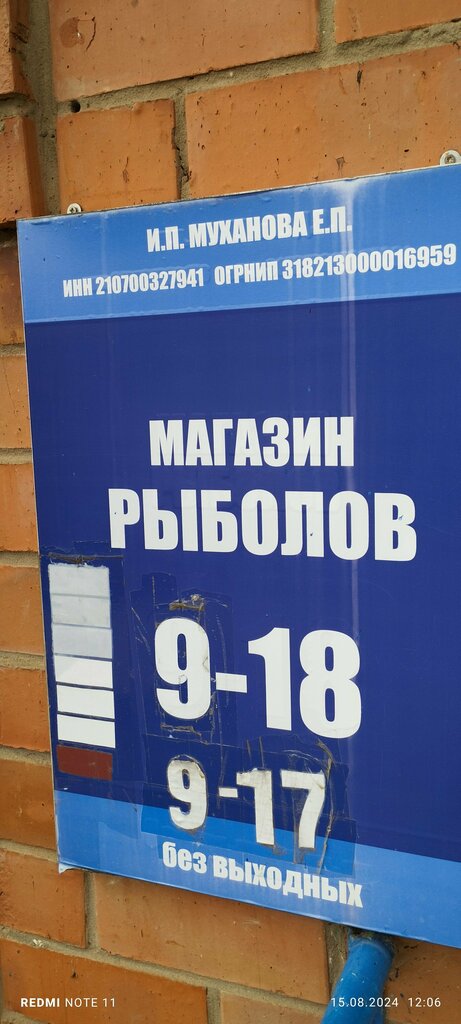 И.П. МУХАНОВА Е.П.
ИНН 210700327941 ОГРНИП 318213000016959
МАГАЗИН
РЫБОЛОВ
9-18
9-17
без выходных
REDMI NOTE 11
15.08.2024 12:06